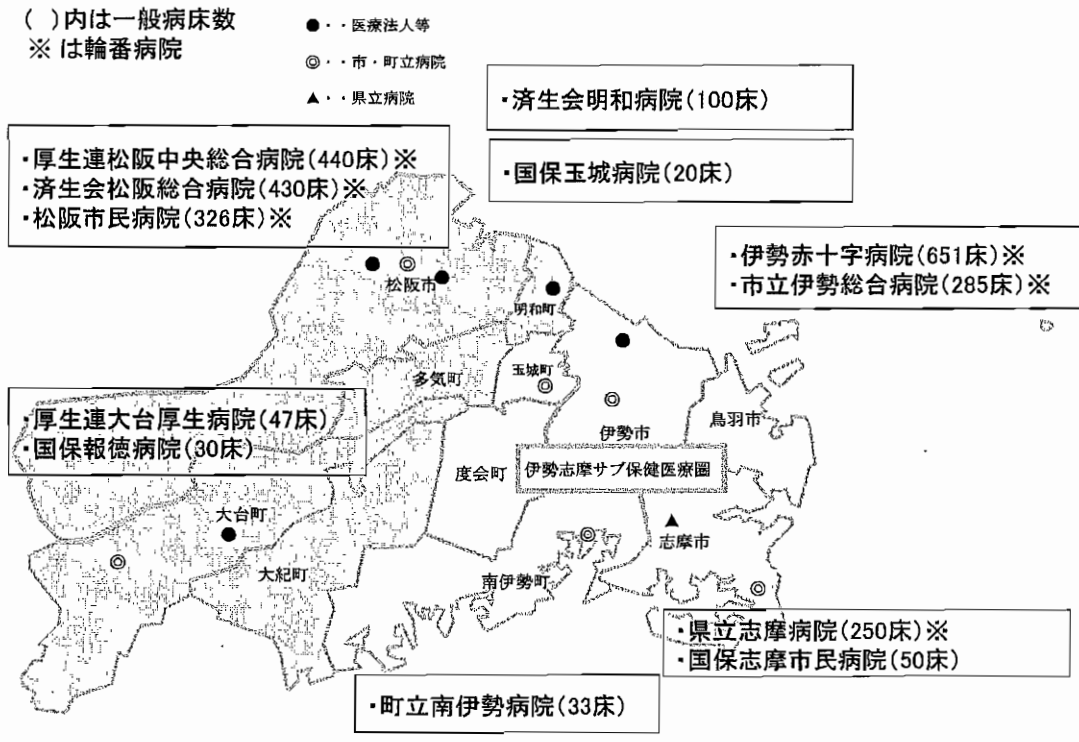 ( )内は一般病床数
※ は輪番病院
●・・医療法人等
◎・・市・町立病院
▲・・県立病院
・済生会明和病院(100床)
・厚生連松阪中央総合病院(440床)※
・済生会松阪総合病院(430床)※
・松阪市民病院(326床)※
・国保玉城病院(20床)
・伊勢赤十字病院(651床)※
・市立伊勢総合病院(285床)※
松阪市
明和町
玉城町
多気町
・厚生連大台厚生病院(47床)
・国保報徳病院(30床)
鳥羽市
伊勢市
度会町
伊勢志摩サブ保健医療圏
大台町
志摩市
大紀町
南伊勢町
・県立志摩病院(250床)※
・国保志摩市民病院(50床)
・町立南伊勢病院(33床)